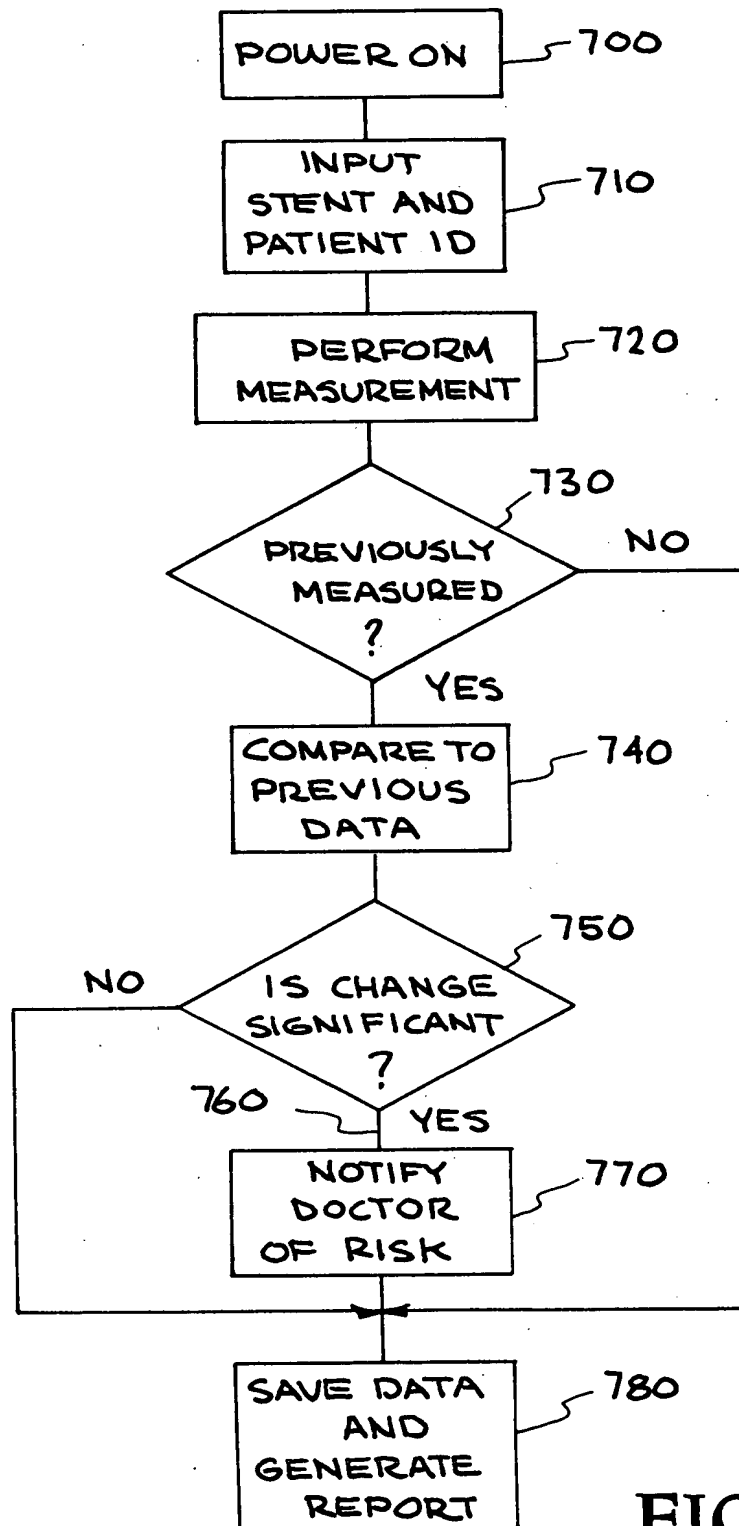 POWER ON
700
INPUT
STENT AND
PATIENT ID
710
PERFORM
MEASUREMENT
720
730
PREVIOUSLY
MEASURED
?
NO
YES
COMPARE TO
PREVIOUS
DATA
740
750
NO
IS CHANGE
SIGNIFICANT
?
760
YES
NOTIFY
DOCTOR
OF RISK
770
SAVE DATA
AND
GENERATE
REPORT
780